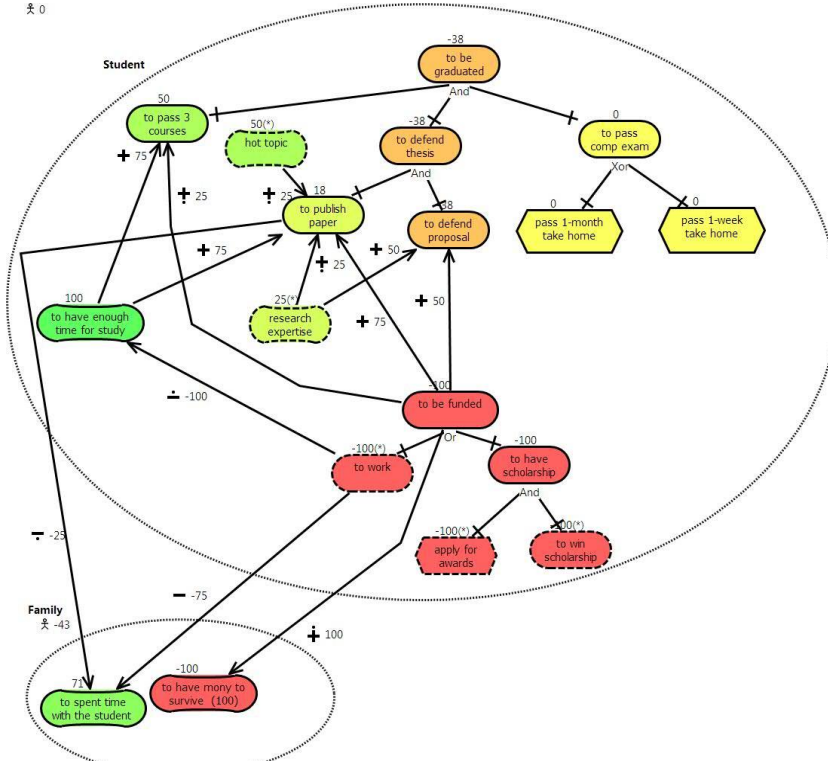 0
-38
to be
graduated
And
Student
50
to pass 3
courses
50(*)
hot topic
-38
to defend
thesis
And
0
to pass
comp exam
Xor
+ 75
+ 25
+ 25
18
to publish
paper
-38
to defend
proposal
0
pass 1-month
take home
0
pass 1-week
take home
+ 75
+ 50
+ 25
100
to have enough
time for study
25(*)
research
expertise
+ 50
+ 75
- -100
-100
to be funded
Or
-100(*)
to work
-100
to have
scholarship
And
-100(*)
apply for
awards
-100(*)
to win
scholarship
- -25
- -75
+ 100
Family
-43
71
to spent time
with the student
-100
to have mony to
survive (100)